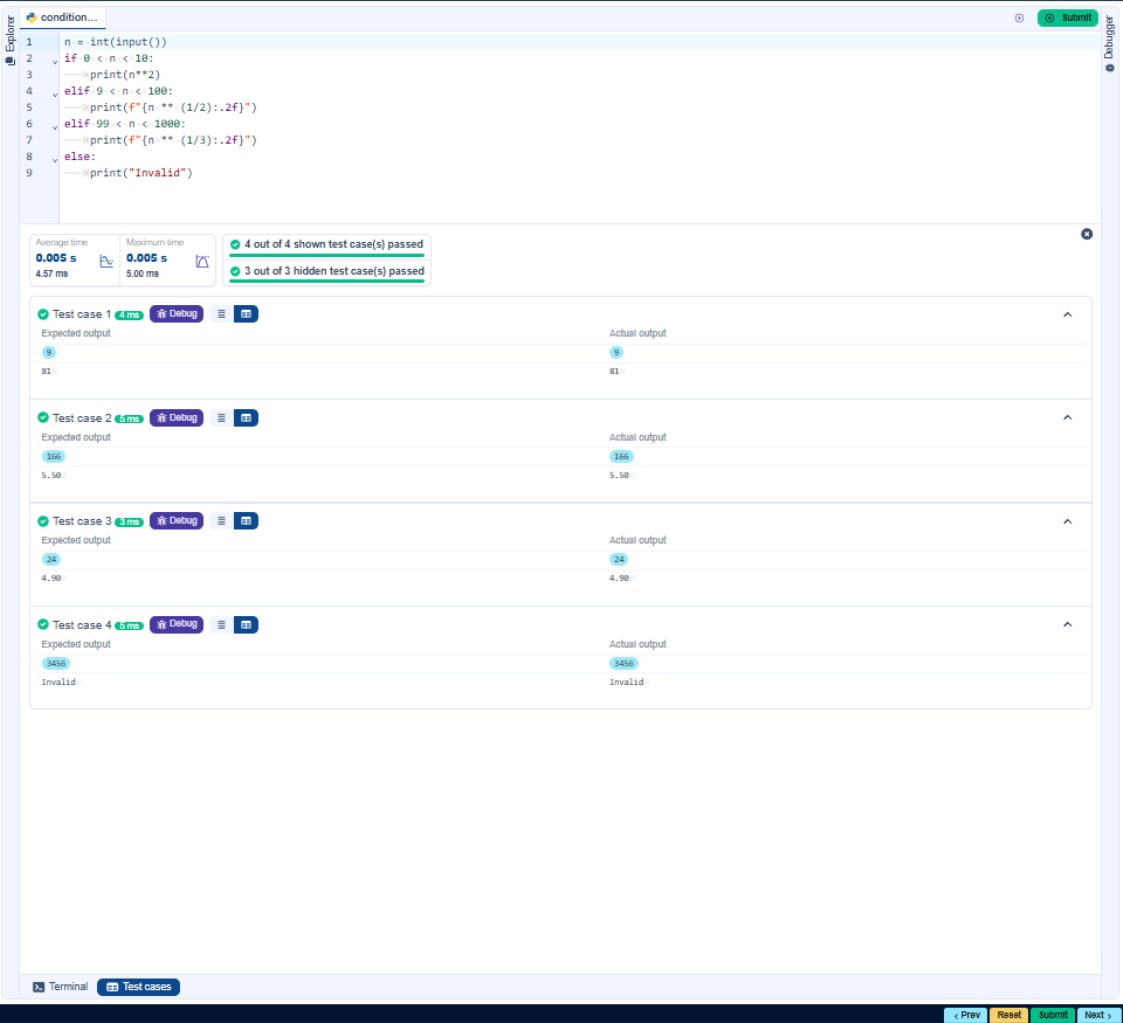 Explorer
condition...
Submit
Debugger
1 n = int(input())
2 if 0 < n < 10:
3 print(n**2)
4 elif 9 < n < 100:
5 print(f"{n ** (1/2):.2f}")
6 elif 99 < n < 1000:
7 print(f"{n ** (1/3):.2f}")
8 else:
9 print("Invalid")
Average time Maximum time
0.005 s 0.005 s
4.57 ms 5.00 ms
4 out of 4 shown test case(s) passed
3 out of 3 hidden test case(s) passed
Test case 1 4 ms Debug
Expected output Actual output
9 9
81 81
Test case 2 5 ms Debug
Expected output Actual output
166 166
5.50 5.50
Test case 3 3 ms Debug
Expected output Actual output
24 24
4.90 4.90
Test case 4 5 ms Debug
Expected output Actual output
3456 3456
Invalid Invalid
Terminal Test cases
< Prev Reset Submit Next >